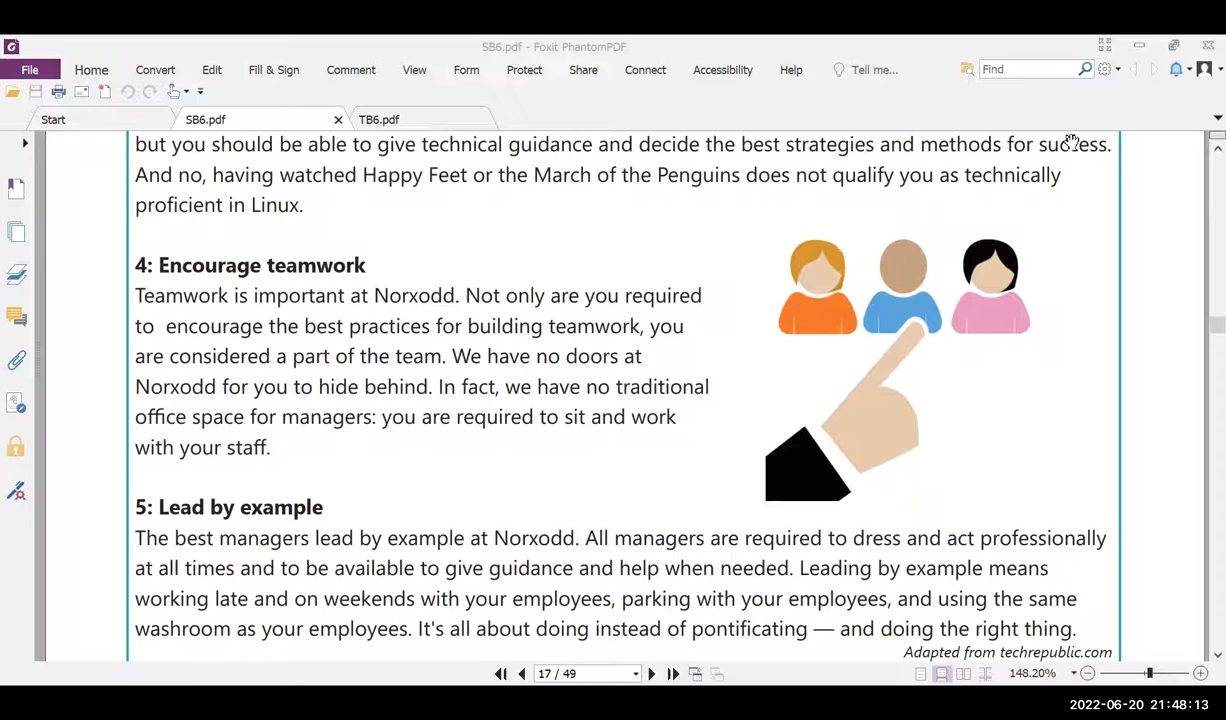 SB6.pdf - Foxit PhantomPDF
File Home Convert Edit Fill & Sign Comment View Form Protect Share Connect Accessibility Help Tell me... Find
Start SB6.pdf TB6.pdf
but you should be able to give technical guidance and decide the best strategies and methods for success.
And no, having watched Happy Feet or the March of the Penguins does not qualify you as technically
proficient in Linux.
4: Encourage teamwork
Teamwork is important at Norxodd. Not only are you required
to encourage the best practices for building teamwork, you
are considered a part of the team. We have no doors at
Norxodd for you to hide behind. In fact, we have no traditional
office space for managers: you are required to sit and work
with your staff.
5: Lead by example
The best managers lead by example at Norxodd. All managers are required to dress and act professionally
at all times and to be available to give guidance and help when needed. Leading by example means
working late and on weekends with your employees, parking with your employees, and using the same
washroom as your employees. It's all about doing instead of pontificating — and doing the right thing.
Adapted from techrepublic.com
17 / 49 148.20%
2022-06-20 21:48:13